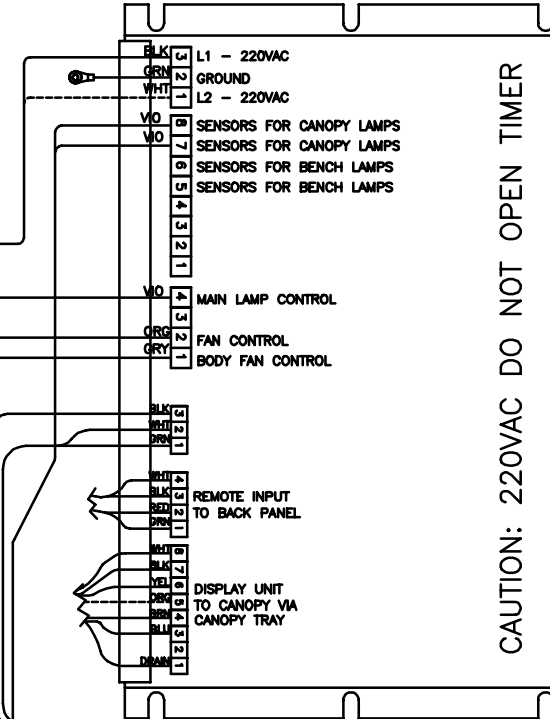 BLK 3 L1 - 220VAC
GRN 2 GROUND
WHT 1 L2 - 220VAC
VIO 8 SENSORS FOR CANOPY LAMPS
VIO 7 SENSORS FOR CANOPY LAMPS
6 SENSORS FOR BENCH LAMPS
5 SENSORS FOR BENCH LAMPS
4
3
2
1
VIO 4 MAIN LAMP CONTROL
3
ORG 2 FAN CONTROL
GRY 1 BODY FAN CONTROL
BLK 3
WHT 2
GRN 1
WHT 4
BLK 3 REMOTE INPUT
RED 2 TO BACK PANEL
GRN 1
WHT 8
BLK 7
YEL 6 DISPLAY UNIT
ORG 5 TO CANOPY VIA
4 CANOPY TRAY
BLU 3
2
DRAIN 1
CAUTION: 220VAC DO NOT OPEN TIMER